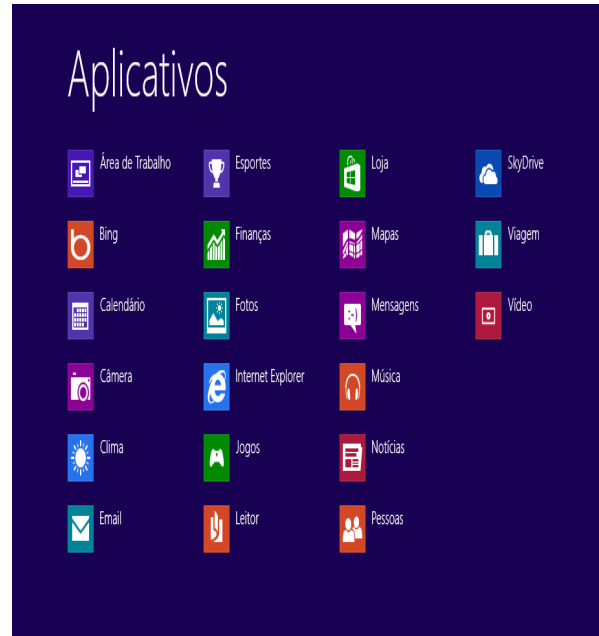 Aplicativos
Área de Trabalho
Bing
Calendário
Câmera
Clima
Email
Esportes
Finanças
Fotos
Internet Explorer
Jogos
Leitor
Loja
Mapas
Mensagens
Música
Notícias
Pessoas
SkyDrive
Viagem
Vídeo